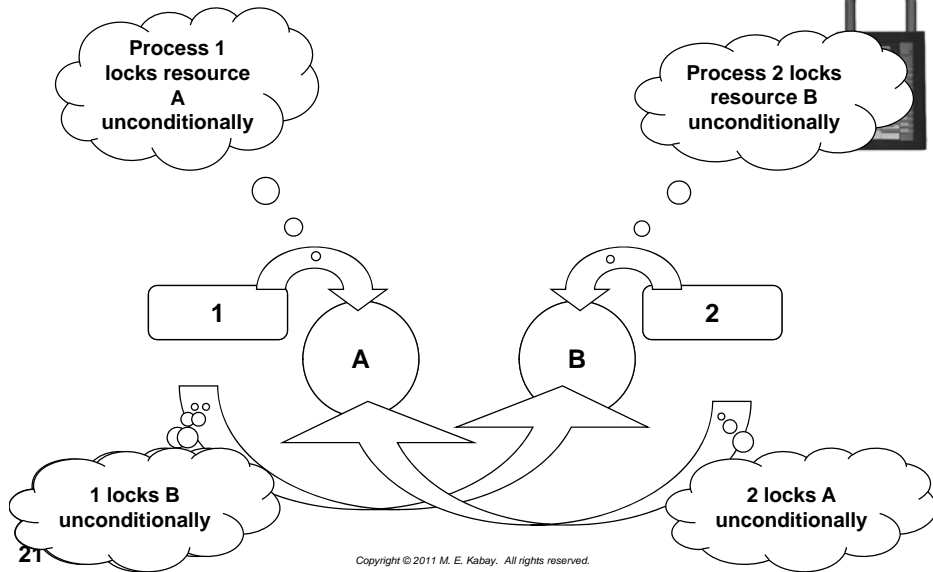 Process 1
locks resource
A
unconditionally
Process 2 locks
resource B
unconditionally
1
2
A
B
1 locks B
unconditionally
2 locks A
unconditionally
21
Copyright © 2011 M. E. Kabay. All rights reserved.